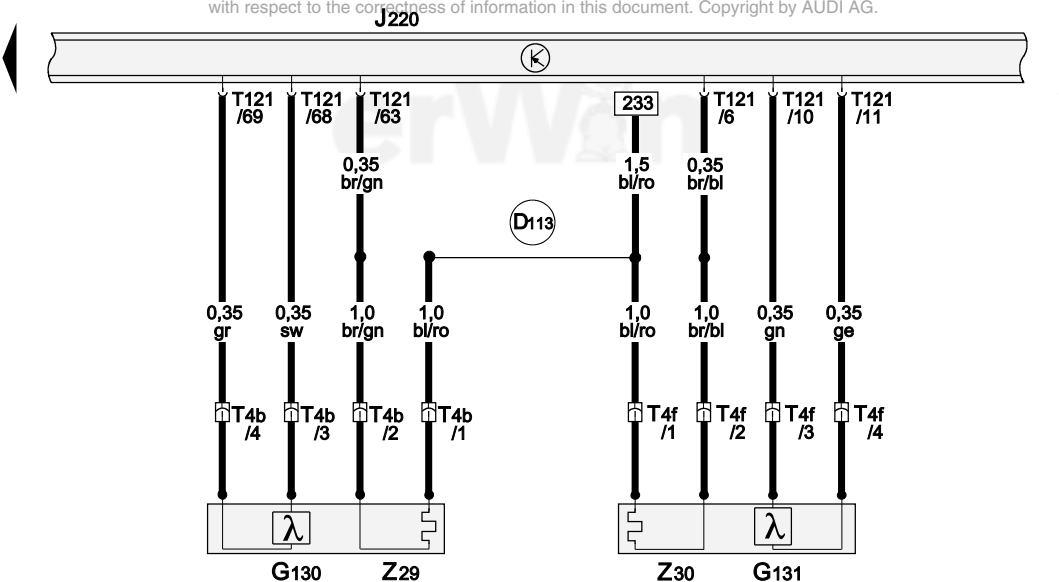 with respect to the correctness of information in this document. Copyright by AUDI AG.
J220
T121 T121 T121 233 T121 T121 T121
/69 /68 /63 /6 /10 /11
erWin
0,35 1,5 0,35
br/gn bl/ro br/bl
D113
0,35 0,35 1,0 1,0 1,0 1,0 0,35 0,35
gr sw br/gn bl/ro bl/ro br/bl gn ge
T4b T4b T4b T4b T4f T4f T4f T4f
/4 /3 /2 /1 /1 /2 /3 /4
λ λ
G130 Z29 Z30 G131